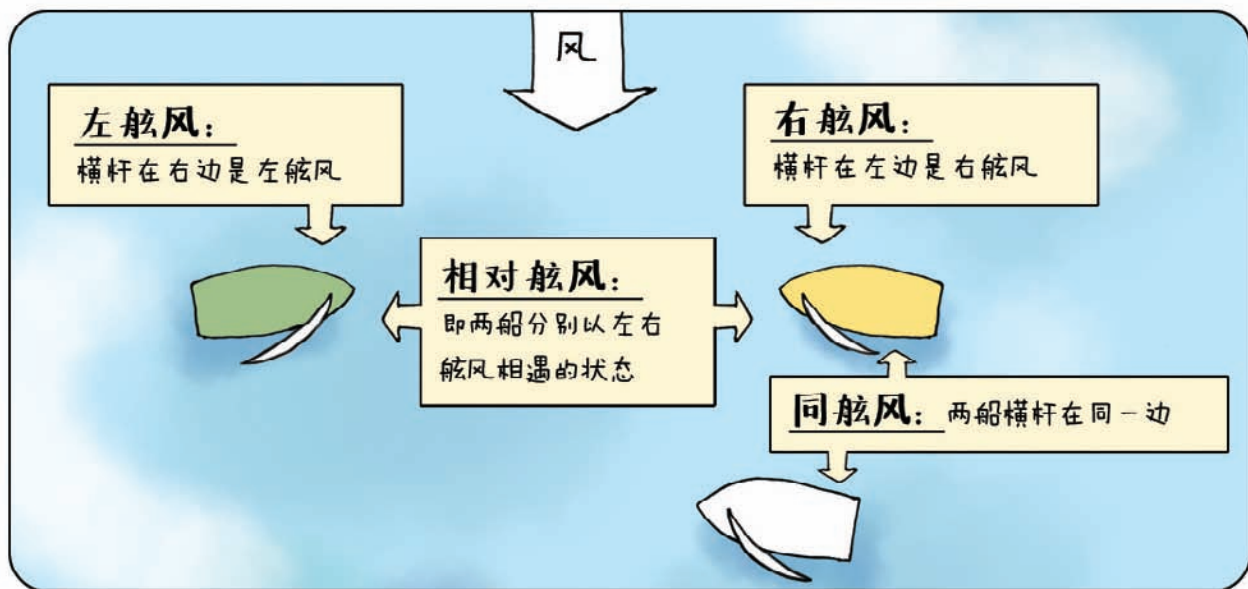 风
左舷风：
横杆在右边是左舷风
右舷风：
横杆在左边是右舷风
相对舷风：
即两船分别以左右
舷风相遇的状态
同舷风：两船横杆在同一边